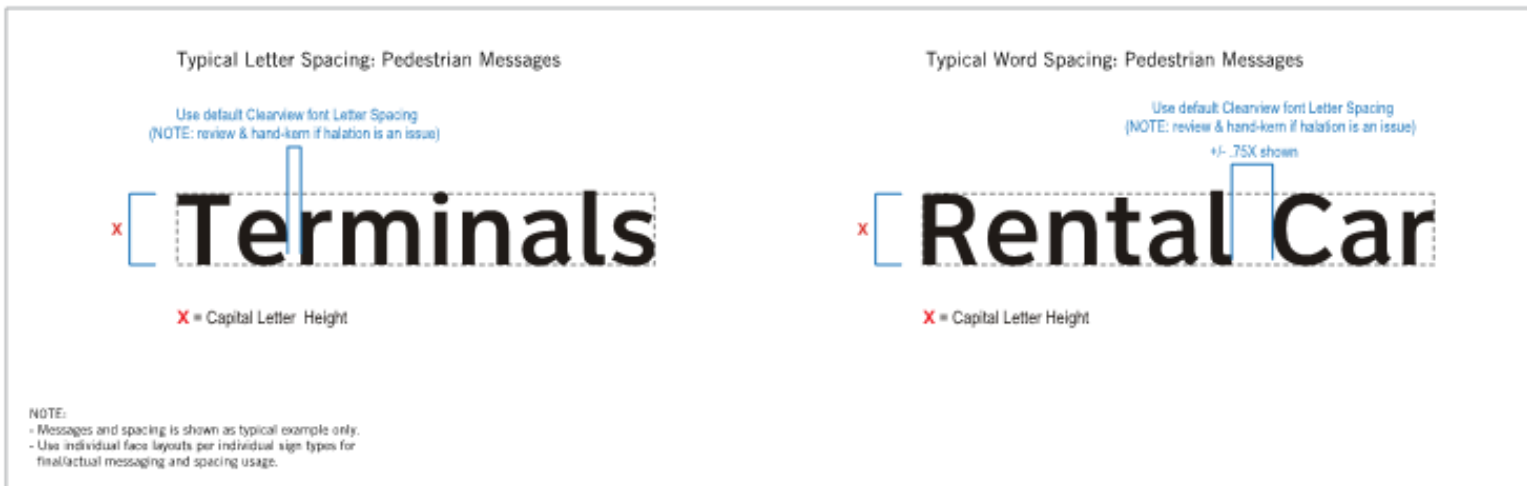 Typical Letter Spacing: Pedestrian Messages
Use default Clearview font Letter Spacing
(NOTE: review & hand-kern if halation is an issue)
X
Terminals
X = Capital Letter Height
Typical Word Spacing: Pedestrian Messages
Use default Clearview font Letter Spacing
(NOTE: review & hand-kern if halation is an issue)
+/- .75X shown
X
Rental Car
X = Capital Letter Height
NOTE:
- Messages and spacing is shown as typical example only.
- Use individual face layouts per individual sign types for
final/actual messaging and spacing usage.